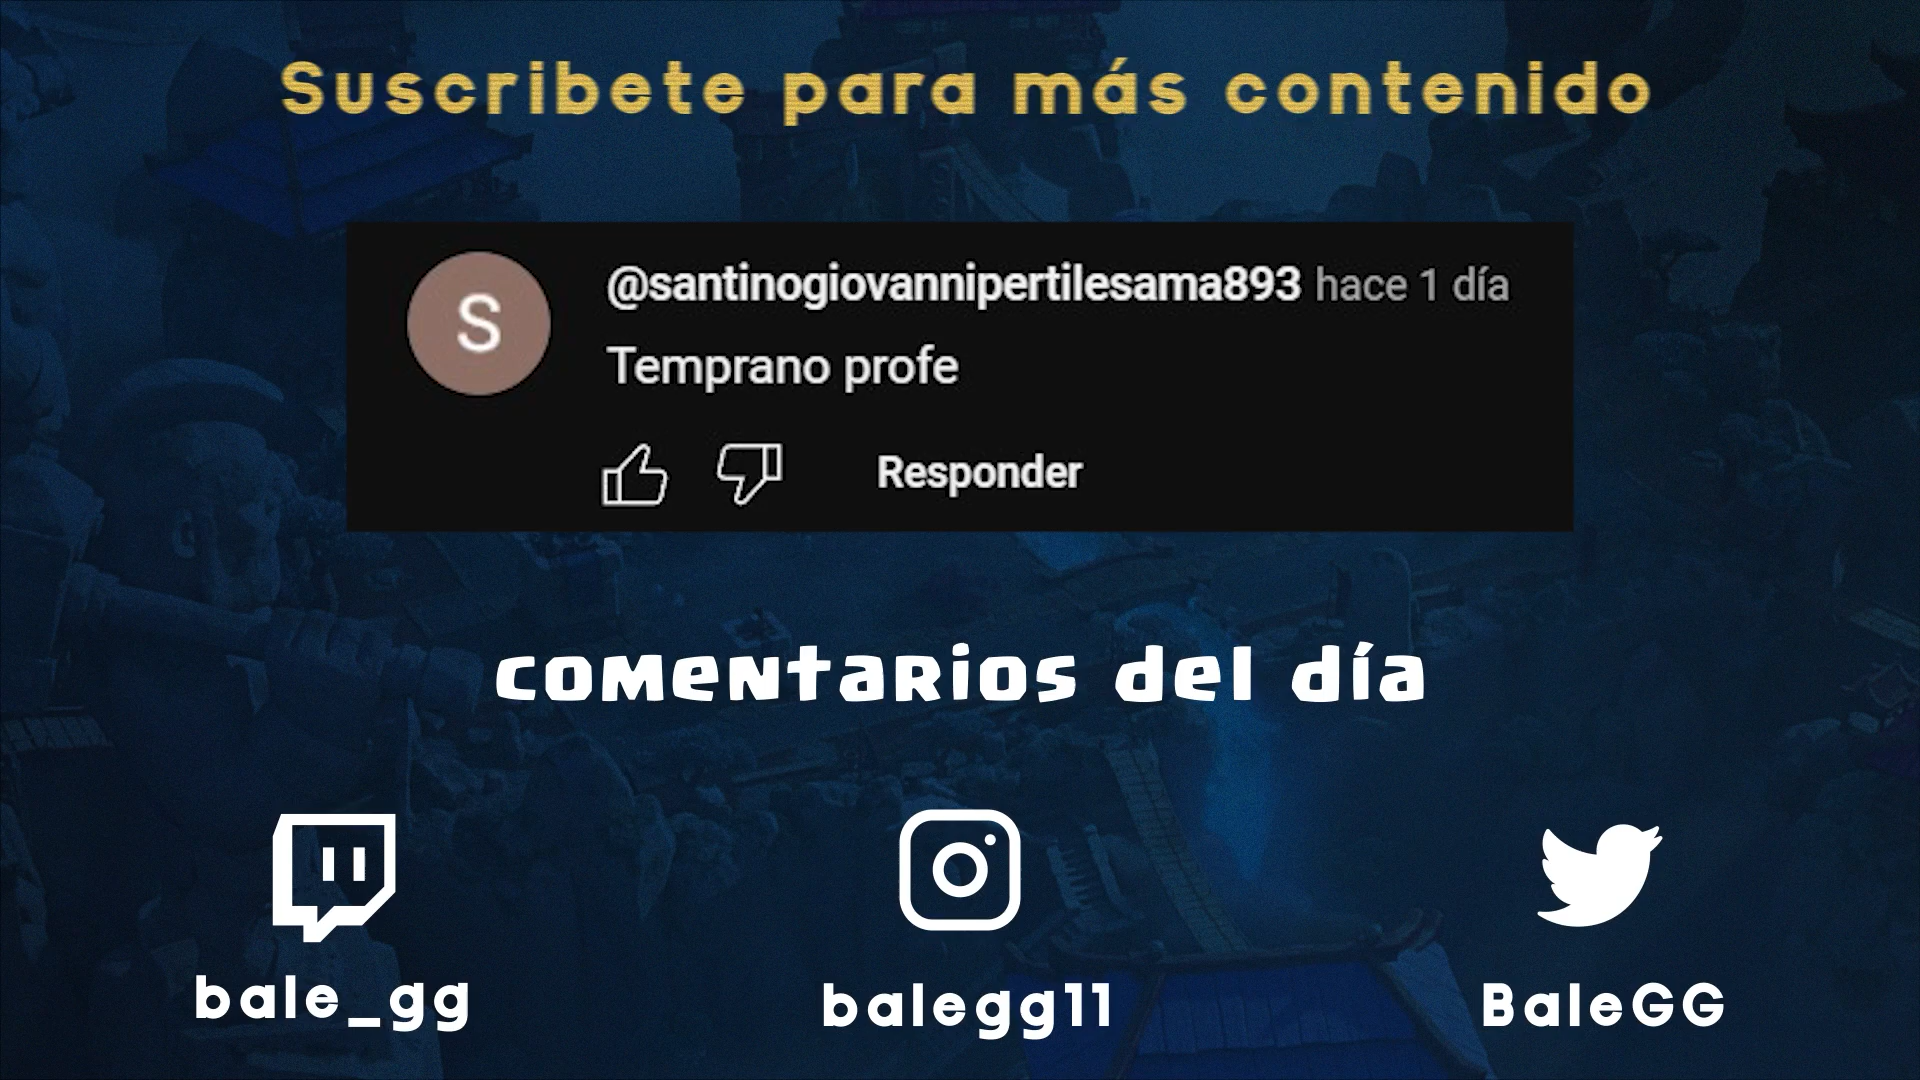 Suscribete para más contenido
S
@santinogiovannipertilesama893 hace 1 día
Temprano profe
Responder
comentarios del día
bale_gg
balegg11
BaleGG